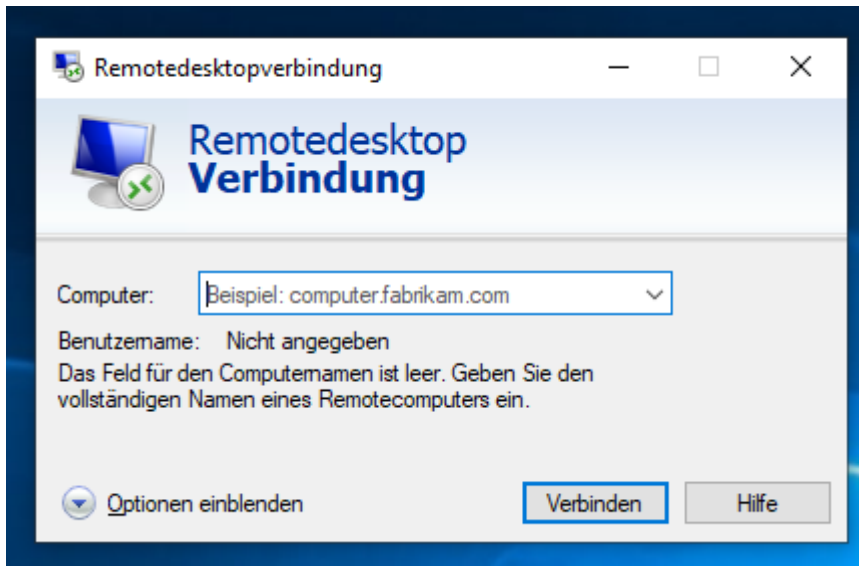 Remotedesktopverbindung
Remotedesktop
Verbindung
Computer: Beispiel: computer.fabrikam.com
Benutzername: Nicht angegeben
Das Feld für den Computernamen ist leer. Geben Sie den
vollständigen Namen eines Remotecomputers ein.
Optionen einblenden Verbinden Hilfe